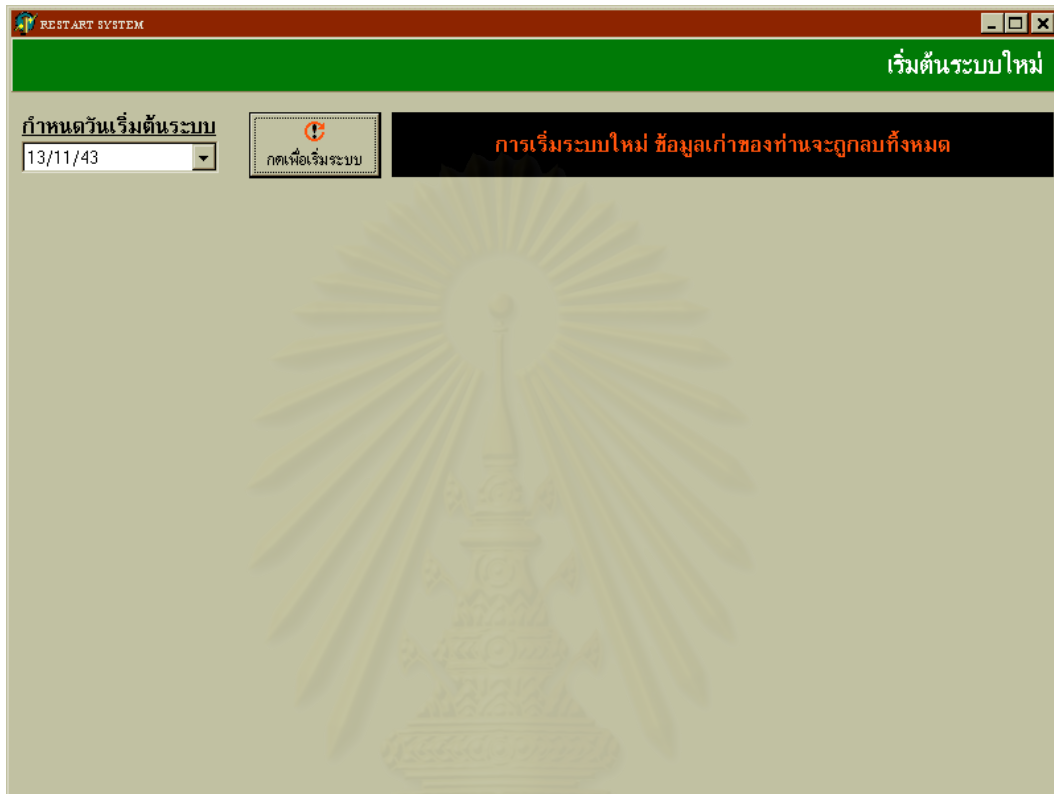 RESTART SYSTEM
เริ่มต้นระบบใหม่
กำหนดวันเริ่มต้นระบบ
13/11/43
กดเพื่อเริ่มระบบ
การเริ่มระบบใหม่ ข้อมูลเก่าของท่านจะถูกลบทิ้งหมด